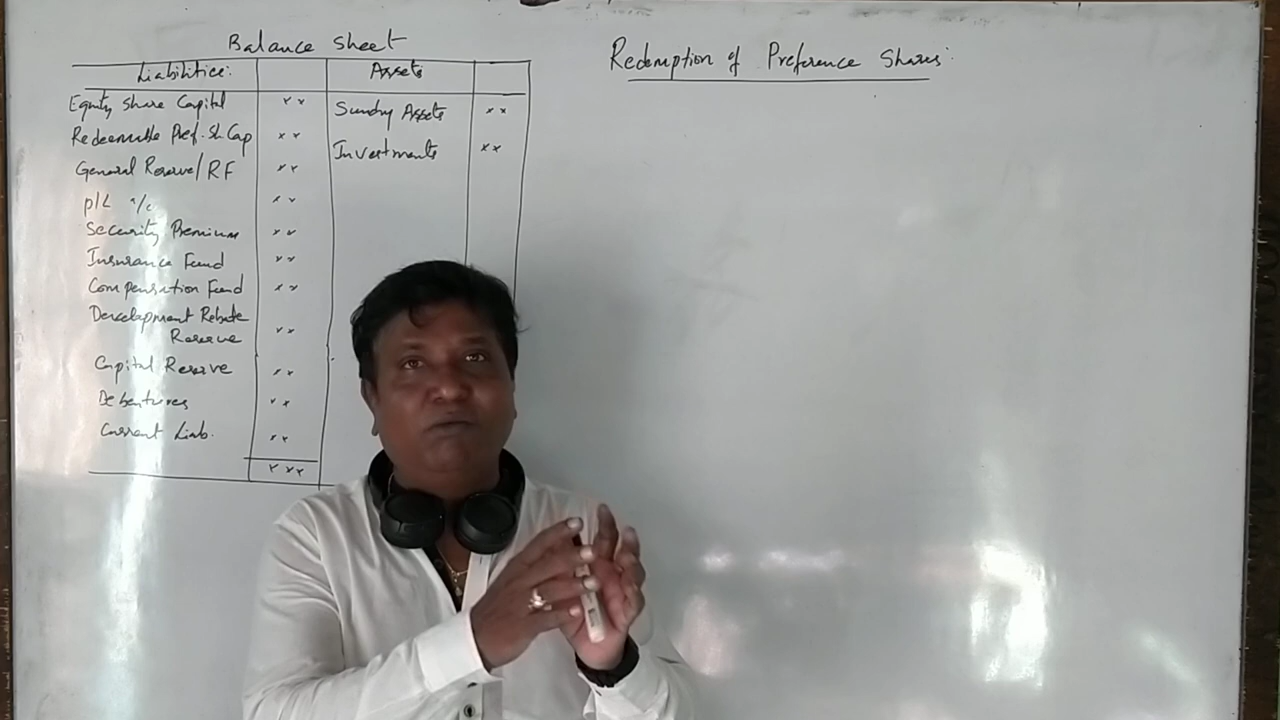 Balance Sheet
Liabilities:
Assets
Equity Share Capital xx
Sundry Assets xx
Redeemable Pref. Sh Cap xx
Investments xx
General Reserve/RF xx
P/L a/c xx
Security Premium xx
Insurance Fund xx
Compensation Fund xx
Development Rebate
Reserve xx
Capital Reserve xx
Debentures xx
Current Liab. xx
xxx
Redemption of Preference Shares: